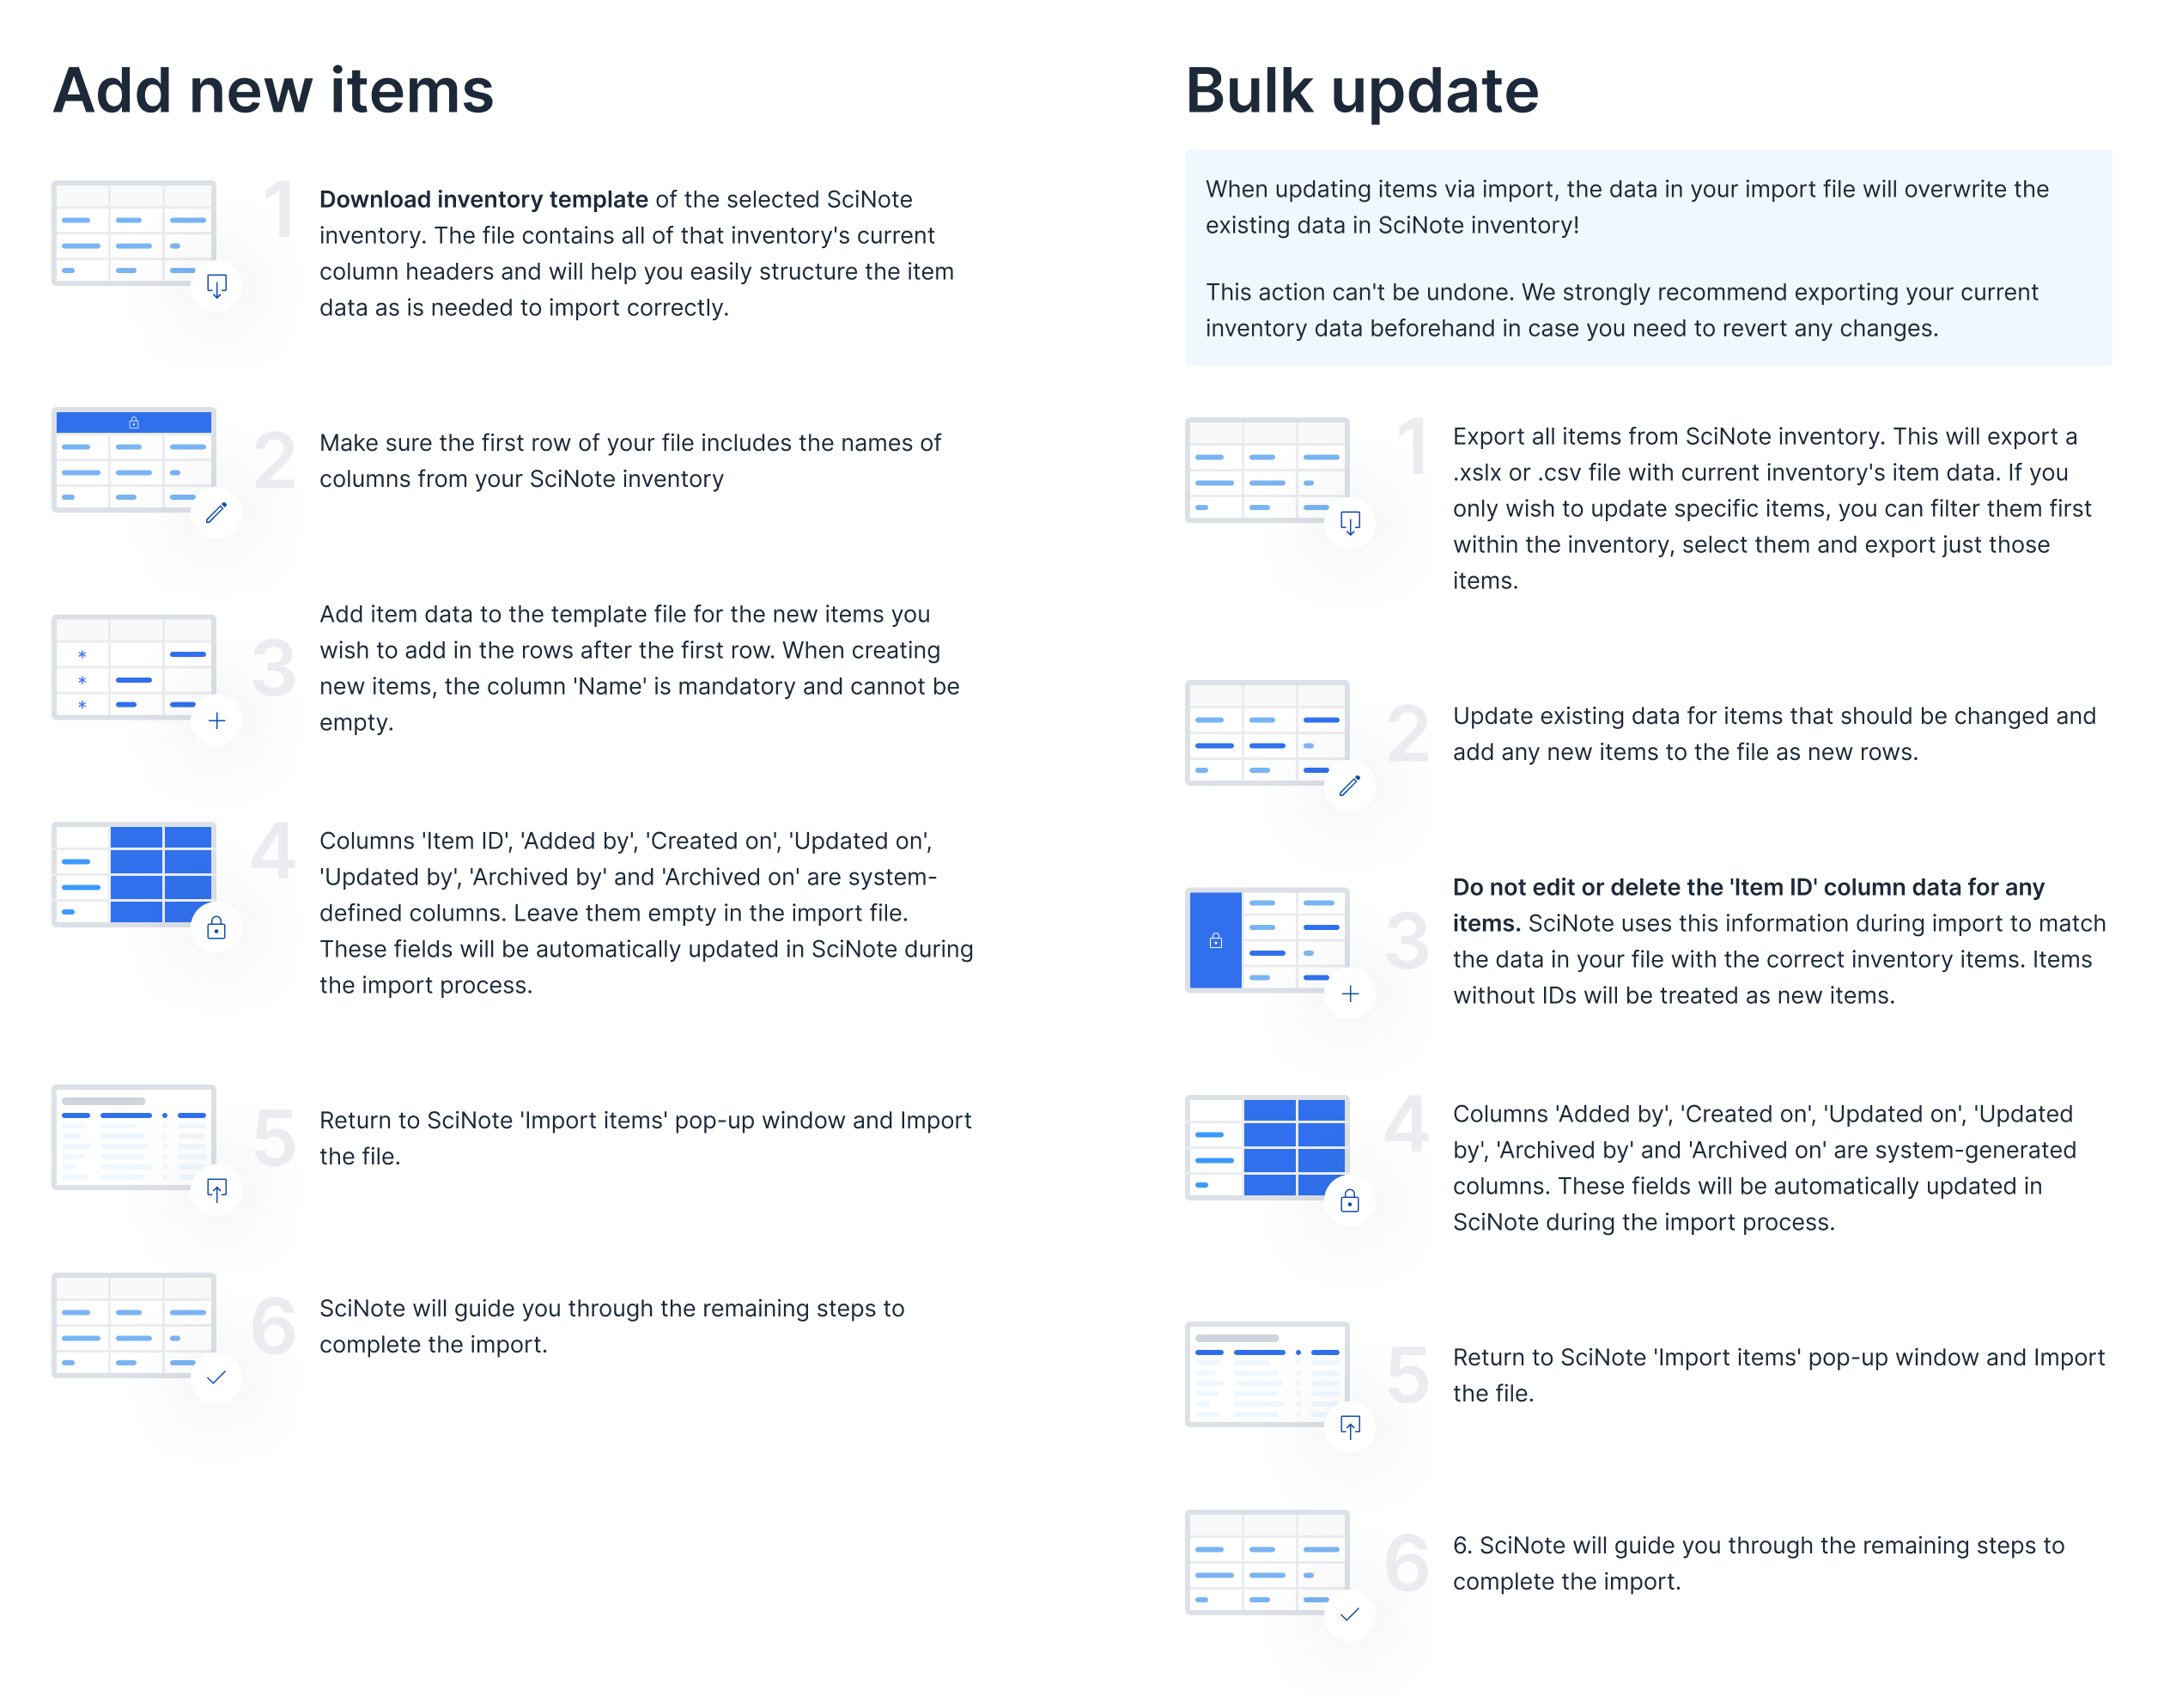 Add new items
1
Download inventory template of the selected SciNote
inventory. The file contains all of that inventory's current
column headers and will help you easily structure the item
data as is needed to import correctly.
2
Make sure the first row of your file includes the names of
columns from your SciNote inventory
3
Add item data to the template file for the new items you
wish to add in the rows after the first row. When creating
new items, the column 'Name' is mandatory and cannot be
empty.
4
Columns 'Item ID', 'Added by', 'Created on', 'Updated on',
'Updated by', 'Archived by' and 'Archived on' are system-
defined columns. Leave them empty in the import file.
These fields will be automatically updated in SciNote during
the import process.
5
Return to SciNote 'Import items' pop-up window and Import
the file.
6
SciNote will guide you through the remaining steps to
complete the import.
Bulk update
When updating items via import, the data in your import file will overwrite the
existing data in SciNote inventory!
This action can't be undone. We strongly recommend exporting your current
inventory data beforehand in case you need to revert any changes.
1
Export all items from SciNote inventory. This will export a
.xslx or .csv file with current inventory's item data. If you
only wish to update specific items, you can filter them first
within the inventory, select them and export just those
items.
2
Update existing data for items that should be changed and
add any new items to the file as new rows.
3
Do not edit or delete the 'Item ID' column data for any
items. SciNote uses this information during import to match
the data in your file with the correct inventory items. Items
without IDs will be treated as new items.
4
Columns 'Added by', 'Created on', 'Updated on', 'Updated
by', 'Archived by' and 'Archived on' are system-generated
columns. These fields will be automatically updated in
SciNote during the import process.
5
Return to SciNote 'Import items' pop-up window and Import
the file.
6
6. SciNote will guide you through the remaining steps to
complete the import.